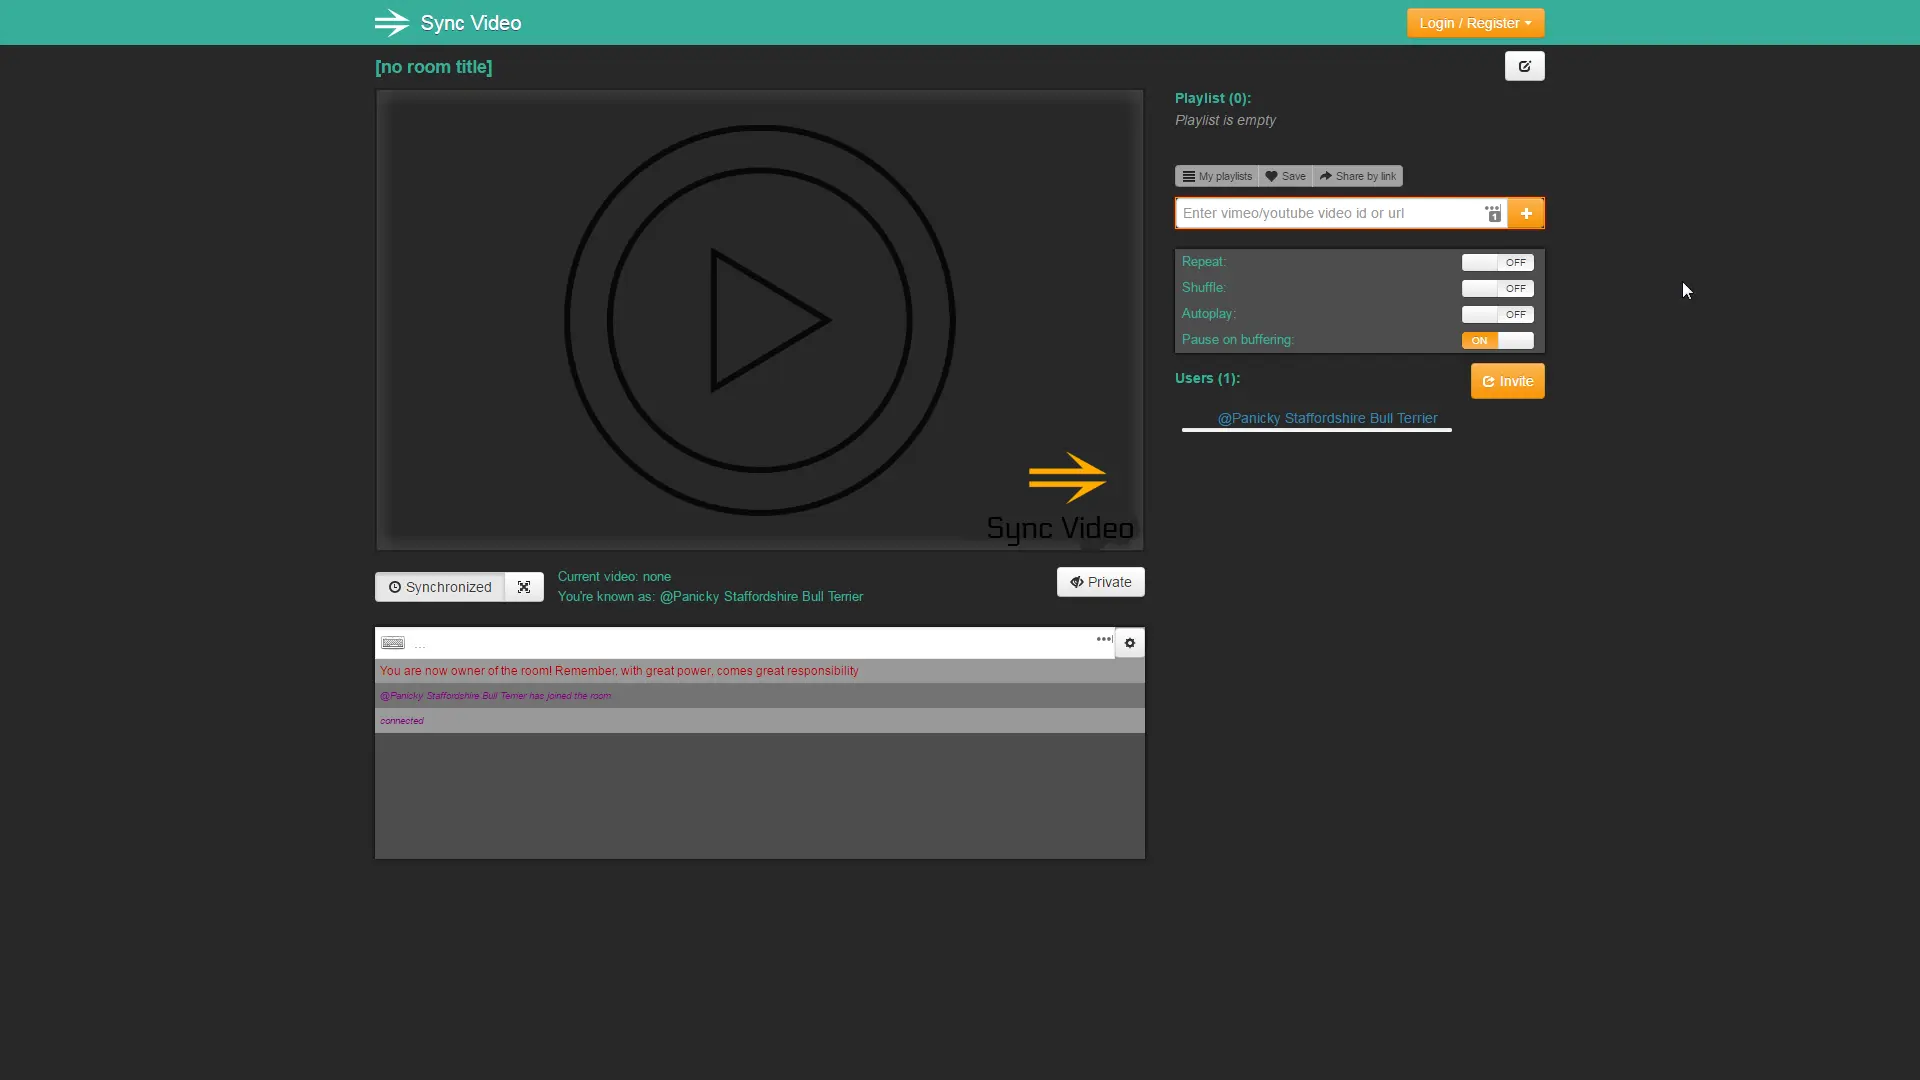 Sync Video
Login / Register
[no room title]
Playlist (0):
Playlist is empty
My playlists
Save
Share by link
Enter vimeo/youtube video id or url
1
Repeat:
OFF
Shuffle:
OFF
Autoplay:
OFF
Pause on buffering:
ON
Users (1):
Invite
@Panicky Staffordshire Bull Terrier
Sync Video
Synchronized
Current video: none
You're known as: @Panicky Staffordshire Bull Terrier
Private
...
You are now owner of the room! Remember, with great power, comes great responsibility
@Panicky Staffordshire Bull Terrier has joined the room.
connected